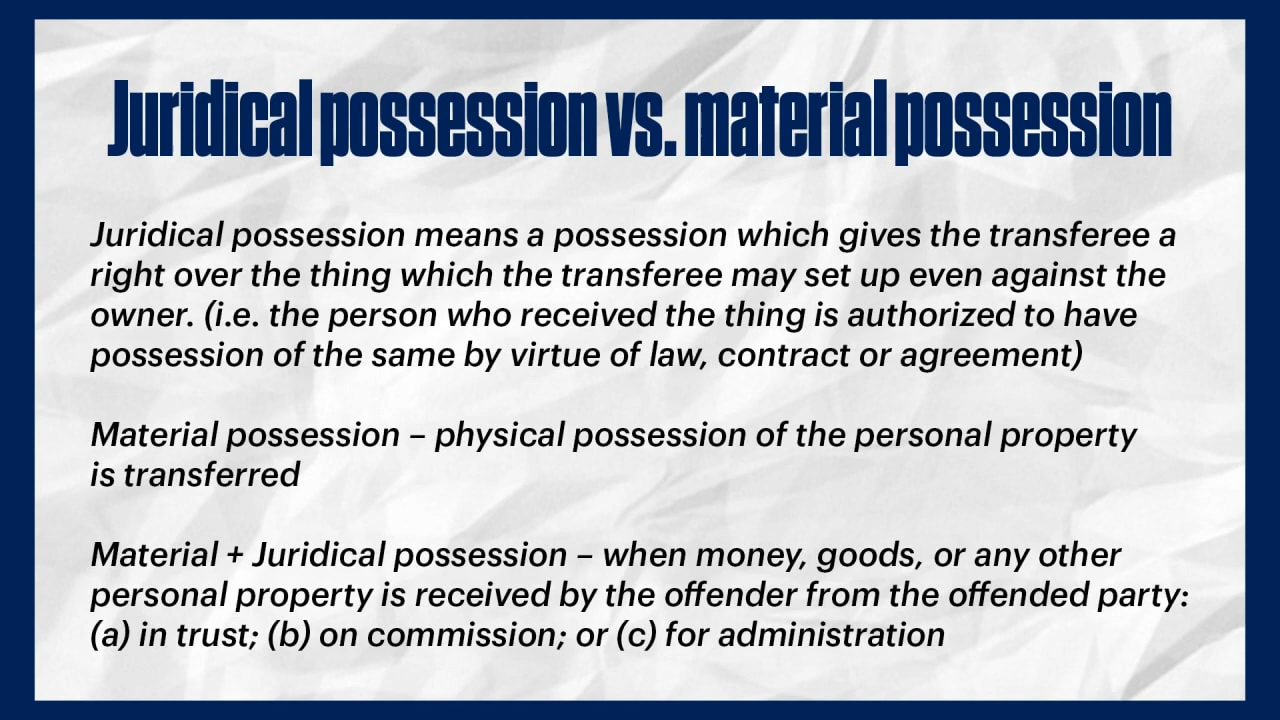 Juridical possession vs. material possession
Juridical possession means a possession which gives the transferee a
right over the thing which the transferee may set up even against the
owner. (i.e. the person who received the thing is authorized to have
possession of the same by virtue of law, contract or agreement)
Material possession – physical possession of the personal property
is transferred
Material + Juridical possession – when money, goods, or any other
personal property is received by the offender from the offended party:
(a) in trust; (b) on commission; or (c) for administration